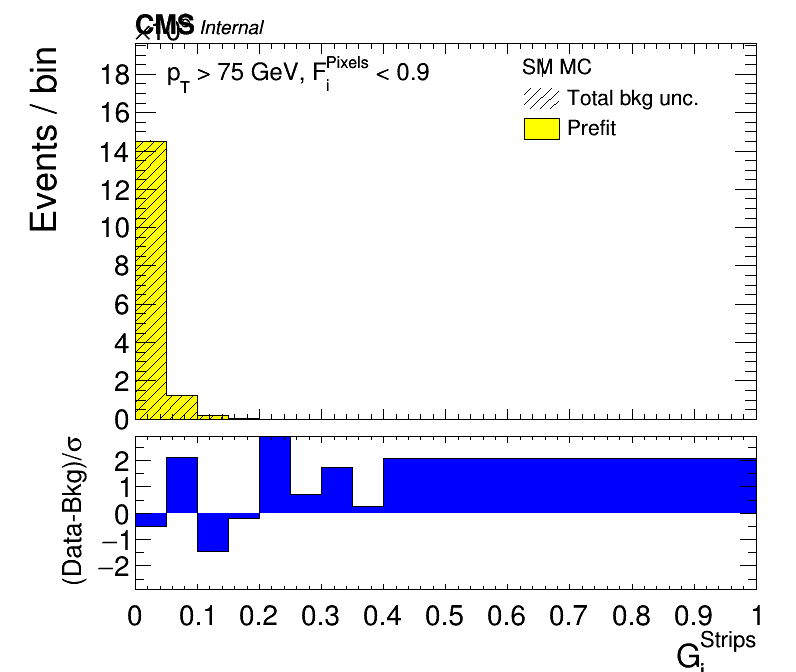 CMS Internal
×10
Events / bin
p_T > 75 GeV, F_i^Pixels < 0.9
SM MC
Total bkg unc.
Prefit
18
16
14
12
10
8
6
4
2
0
(Data-Bkg)/σ
2
1
0
−1
−2
0 0.1 0.2 0.3 0.4 0.5 0.6 0.7 0.8 0.9 1
G_i^Strips